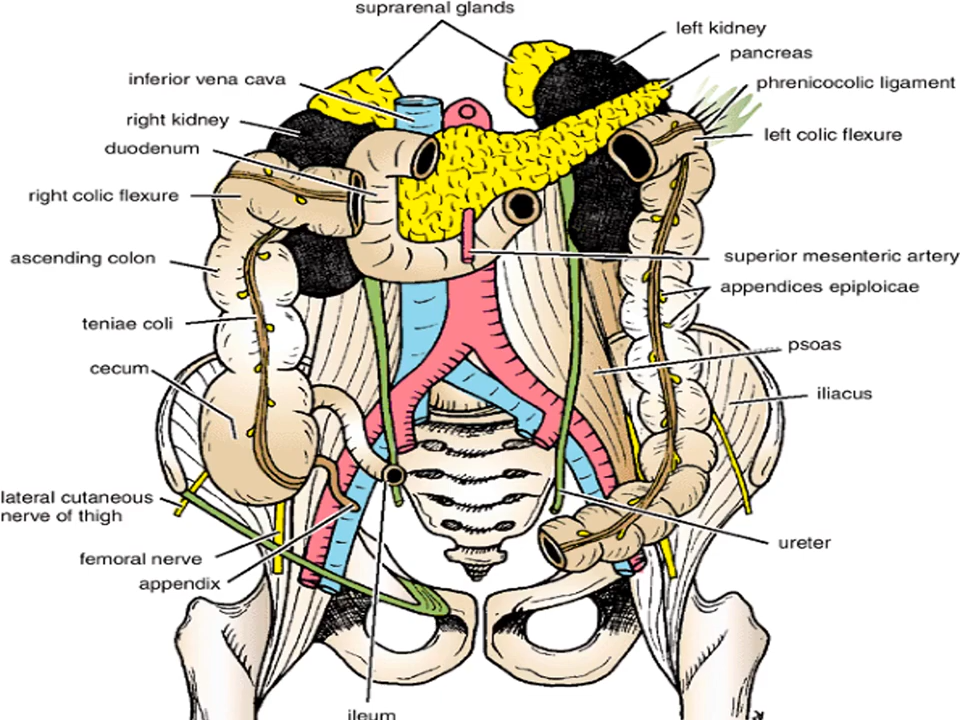 suprarenal glands
left kidney
pancreas
inferior vena cava
phrenicocolic ligament
right kidney
left colic flexure
duodenum
right colic flexure
ascending colon
superior mesenteric artery
appendices epiploicae
teniae coli
psoas
cecum
iliacus
lateral cutaneous
nerve of thigh
ureter
femoral nerve
appendix
ileum